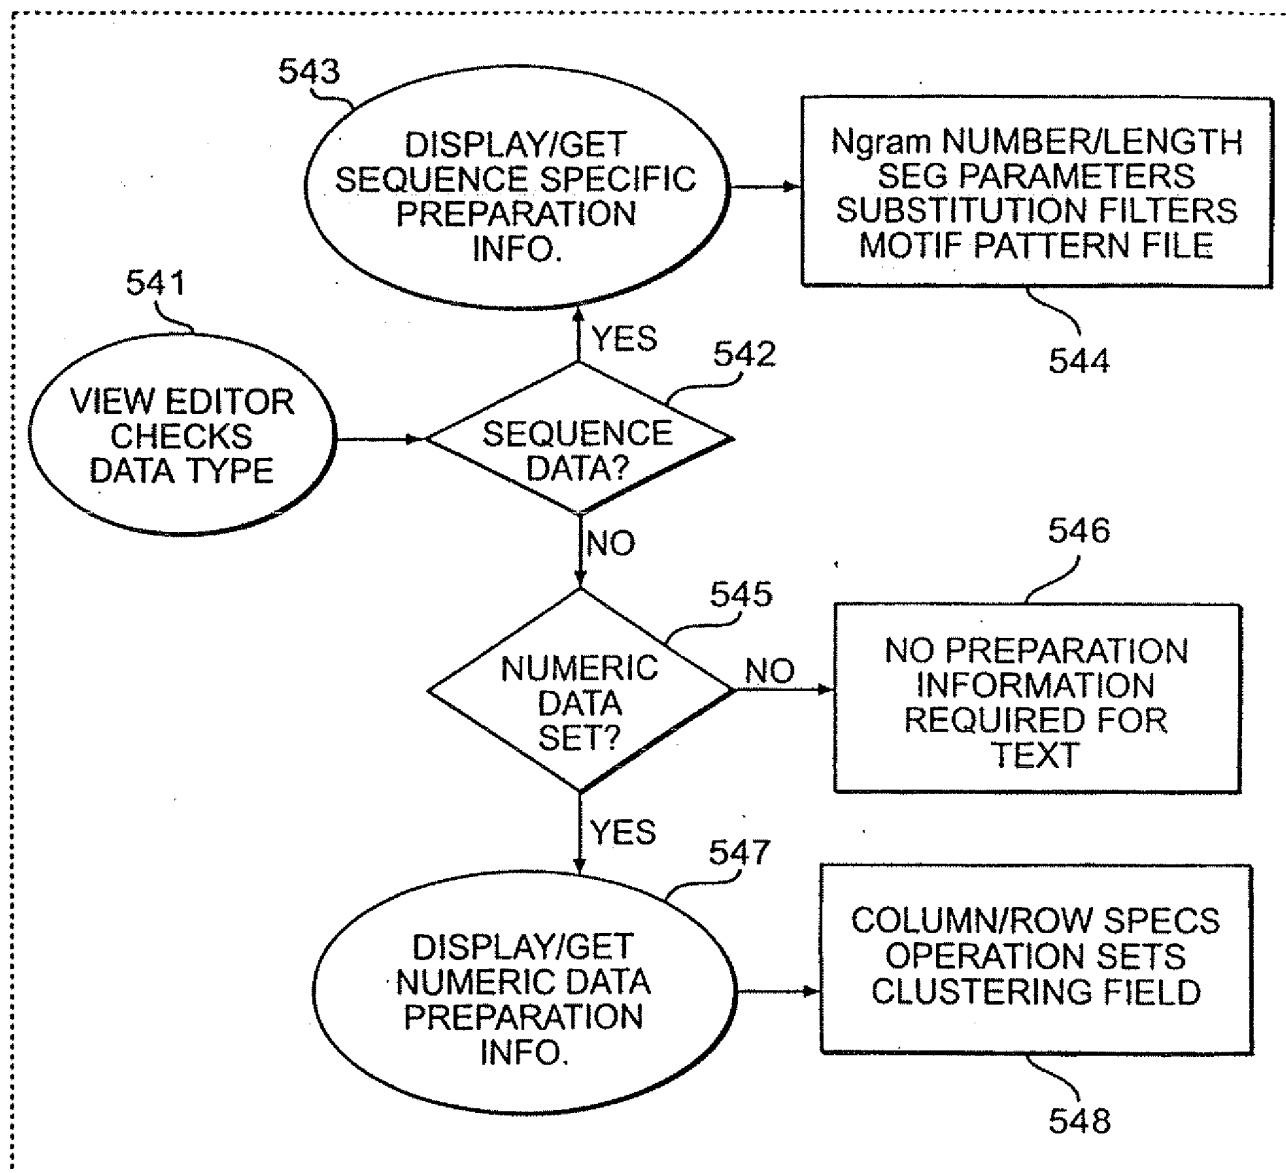 543
DISPLAY/GET
SEQUENCE SPECIFIC
PREPARATION
INFO.
Ngram NUMBER/LENGTH
SEG PARAMETERS
SUBSTITUTION FILTERS
MOTIF PATTERN FILE
544
541
VIEW EDITOR
CHECKS
DATA TYPE
YES
542
SEQUENCE
DATA?
NO
545
NUMERIC
DATA
SET?
NO
546
NO PREPARATION
INFORMATION
REQUIRED FOR
TEXT
YES
547
DISPLAY/GET
NUMERIC DATA
PREPARATION
INFO.
COLUMN/ROW SPECS
OPERATION SETS
CLUSTERING FIELD
548